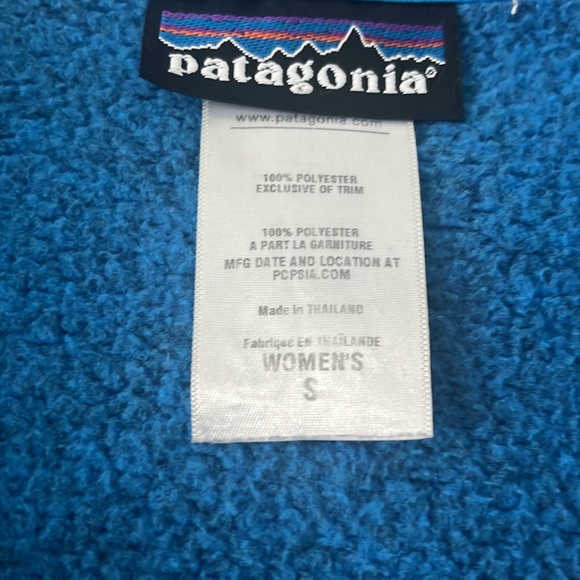 patagonia®
www.patagonia.com
100% POLYESTER
EXCLUSIVE OF TRIM
100% POLYESTER
A PART LA GARNITURE
MFG DATE AND LOCATION AT
PCPSIA.COM
Made in THAILAND
Fabriqué EN THAÏLANDE
WOMEN'S
S